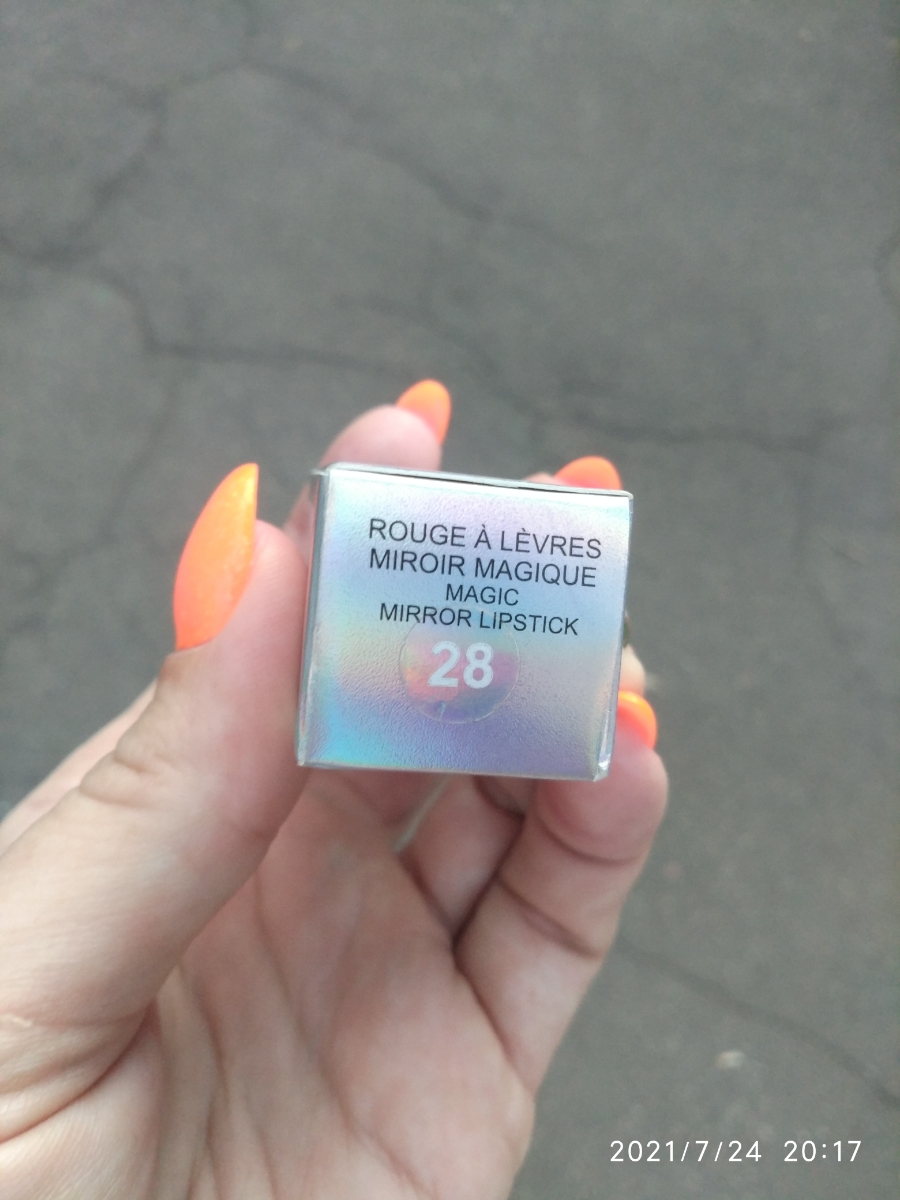 ROUGE À LÈVRES
MIROIR MAGIQUE
MAGIC
MIRROR LIPSTICK
28
2021/7/24 20:17